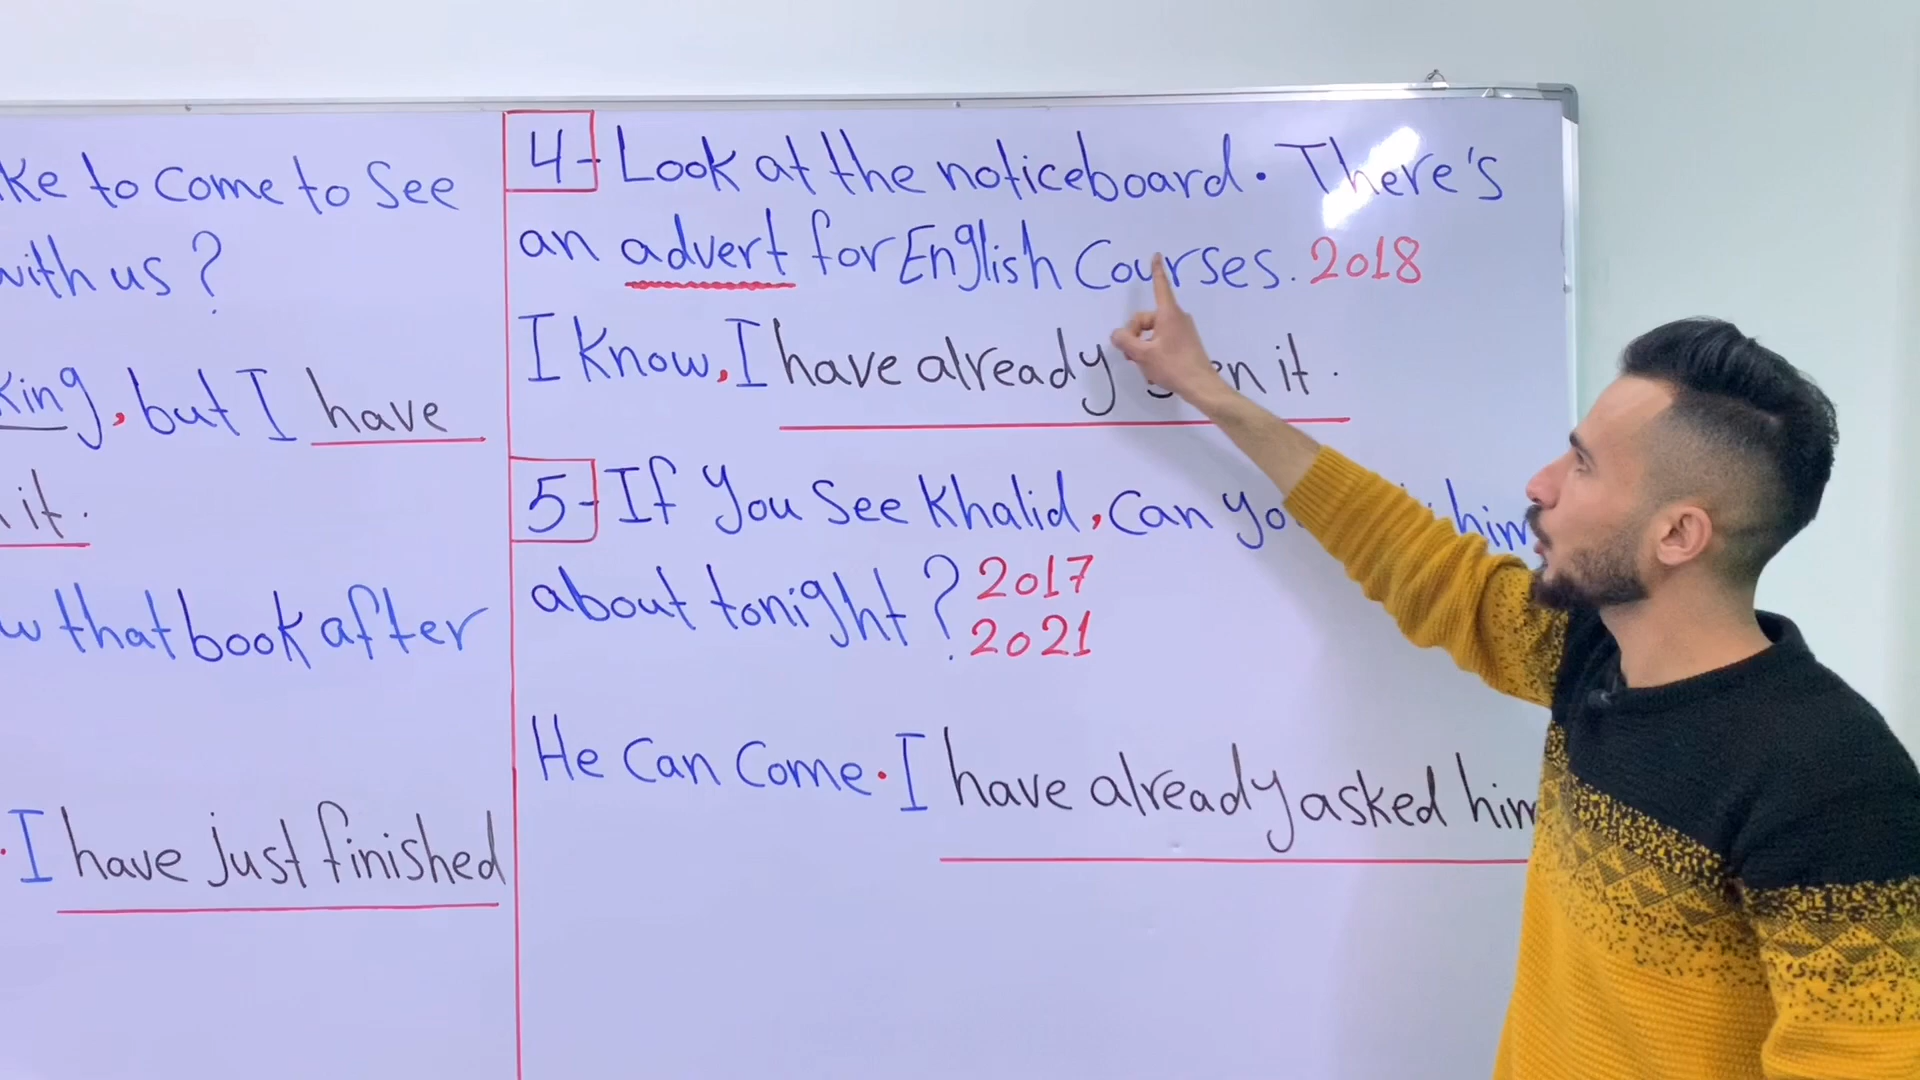 ke to come to see
with us?
king, but I have
it.
w that book after
. I have just finished
4- Look at the noticeboard. There's
an advert for English Courses. 2018
I know, I have already it.
5- If you see Khalid, can him
about tonight? 2017
2021
He can come. I have already asked him